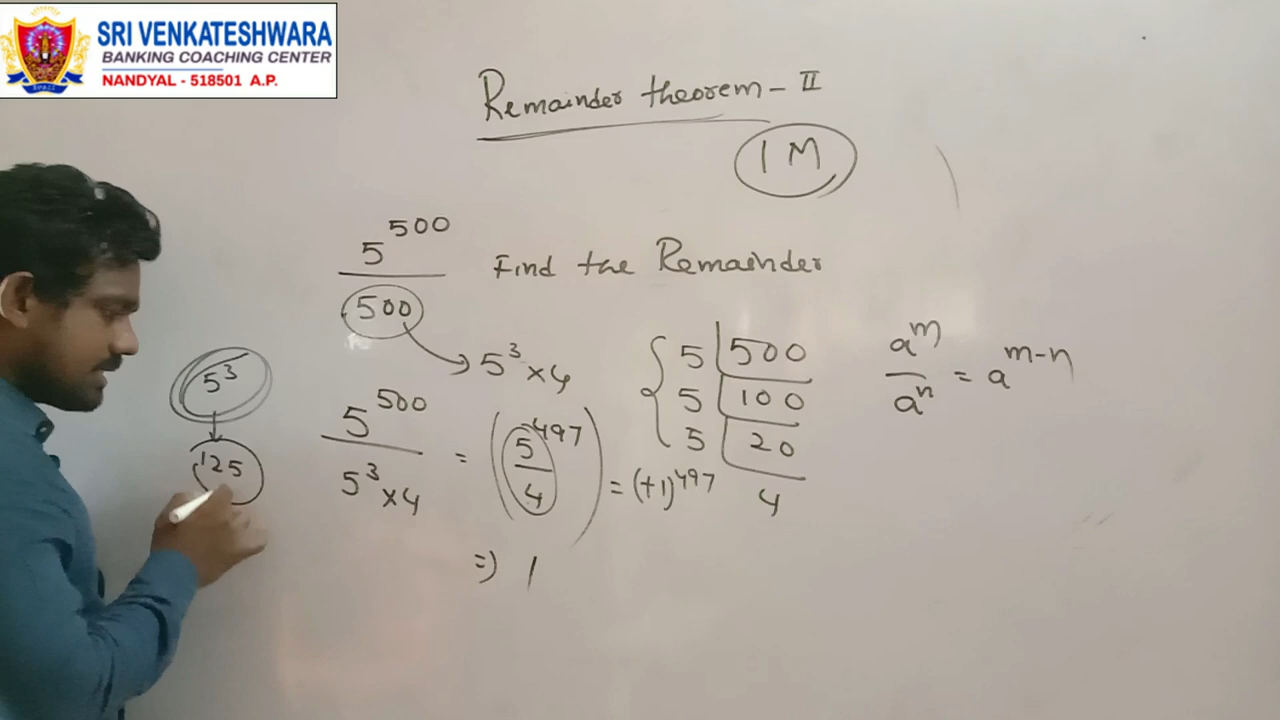 SRI VENKATESHWARA
BANKING COACHING CENTER
NANDYAL - 518501 A.P.
Remainder theorem - II
1 M
5^500
500
Find the Remainder
5^3 × 4
5 500
5 100
5 20
4
a^m
a^n
= a^m-n
5^3
125
5^500
5^3 × 4
= (5/4)^497 = (+1)^497
=) 1